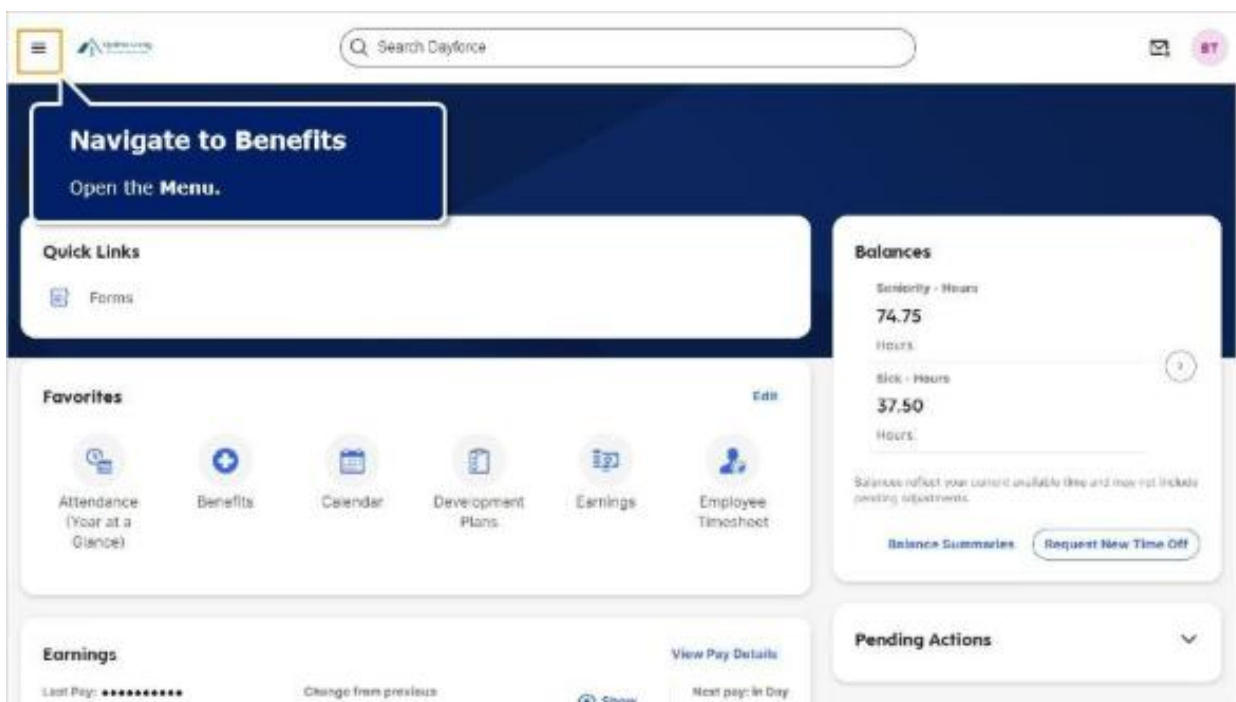 Search Dayforce
BT
Navigate to Benefits
Open the Menu.
Quick Links
Forms
Balances
Seniority - Hours
74.75
Hours
Sick - Hours
37.50
Hours
Balances reflect your current available time and may not include
pending adjustments.
Balance Summaries
Request New Time Off
Favorites
Edit
Attendance
(Year at a
Glance)
Benefits
Calendar
Development
Plans
Earnings
Employee
Timesheet
Pending Actions
Earnings
View Pay Details
Last Pay: ••••••••••
Change from previous
Show
Next pay: in Day